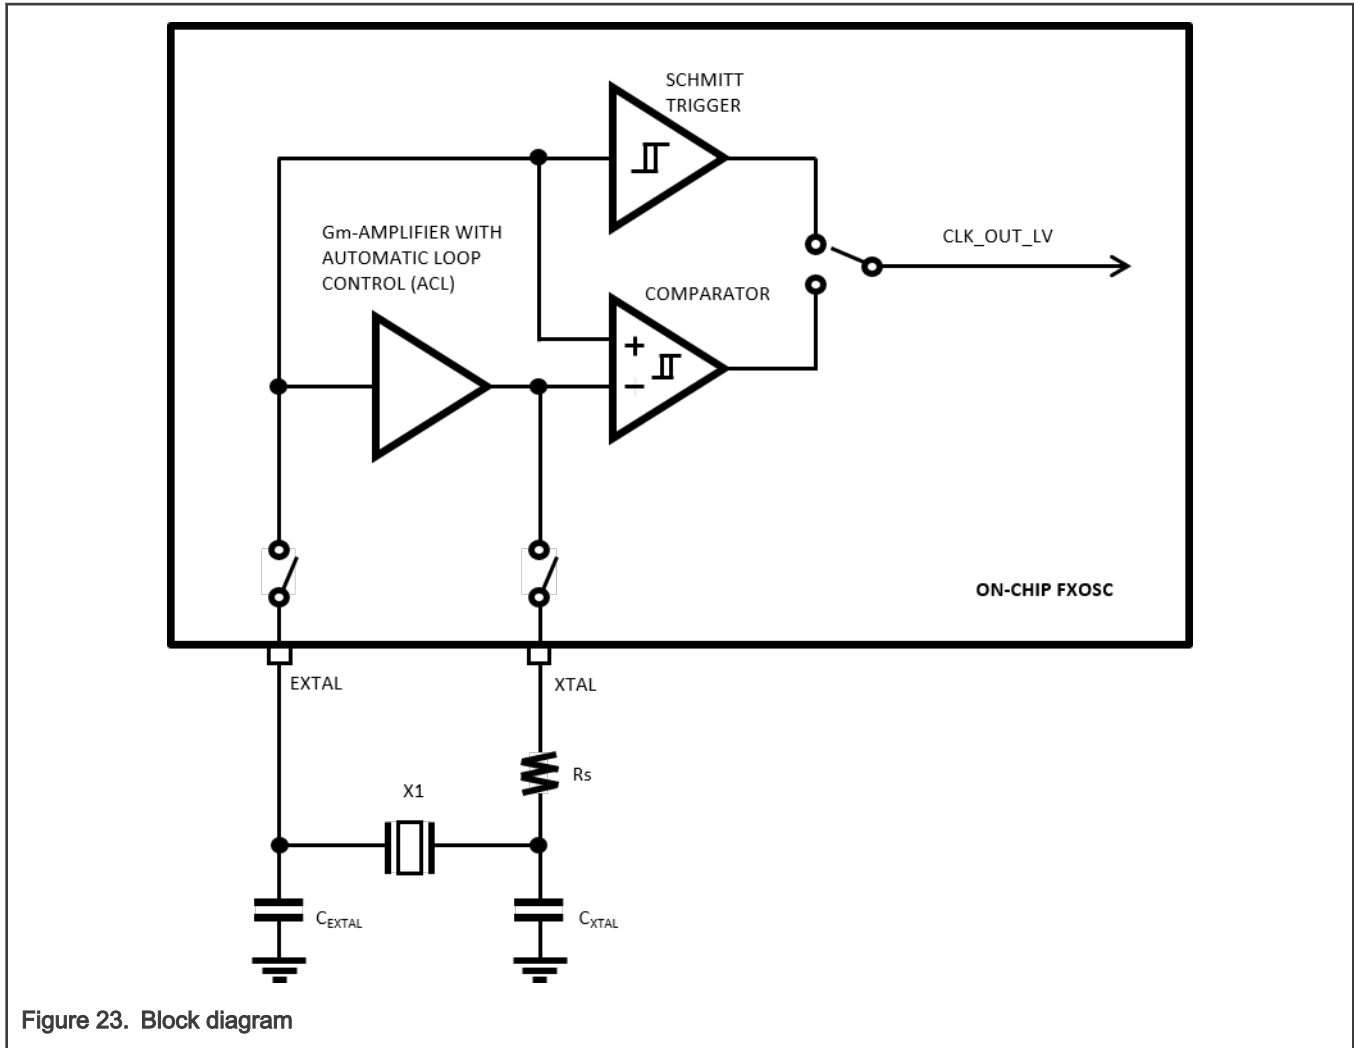 SCHMITT
TRIGGER
Gm-AMPLIFIER WITH
AUTOMATIC LOOP
CONTROL (ACL)
CLK_OUT_LV
COMPARATOR
+
−
ON-CHIP FXOSC
EXTAL
XTAL
Rs
X1
CEXTAL
CXTAL
Figure 23. Block diagram